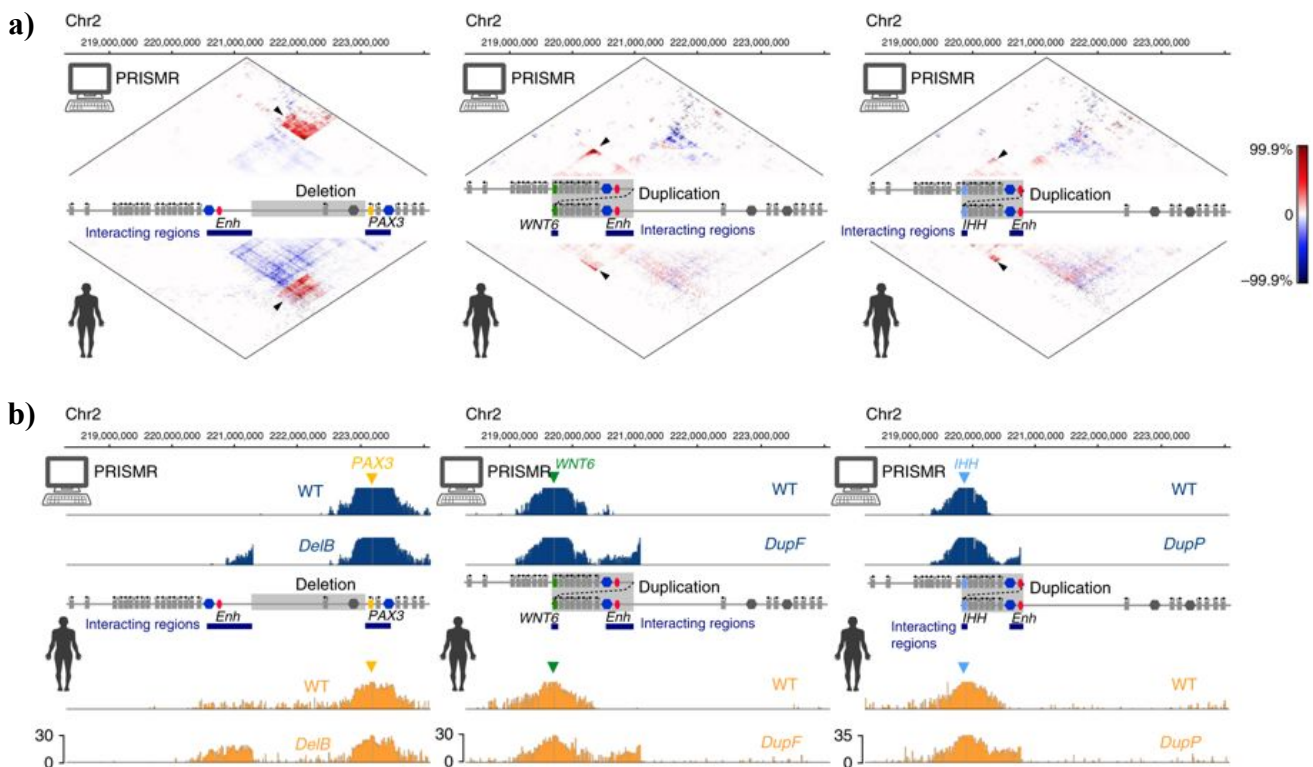 a)
Chr2
219,000,000 220,000,000 221,000,000 222,000,000 223,000,000
PRISMR
Deletion
Enh
PAX3
Interacting regions
Chr2
219,000,000 220,000,000 221,000,000 222,000,000 223,000,000
PRISMR
Duplication
WNT6
Enh
Interacting regions
Chr2
219,000,000 220,000,000 221,000,000 222,000,000 223,000,000
PRISMR
Duplication
Interacting regions
IHH
Enh
99.9%
0
–99.9%
b)
Chr2
219,000,000 220,000,000 221,000,000 222,000,000 223,000,000
PRISMR
PAX3
WT
DelB
Deletion
Enh
PAX3
Interacting regions
WT
30
0
DelB
Chr2
219,000,000 220,000,000 221,000,000 222,000,000 223,000,000
PRISMR
WNT6
WT
DupF
Duplication
WNT6
Enh
Interacting regions
WT
30
0
DupF
Chr2
219,000,000 220,000,000 221,000,000 222,000,000 223,000,000
PRISMR
IHH
WT
DupP
Duplication
IHH
Enh
Interacting
regions
WT
35
0
DupP